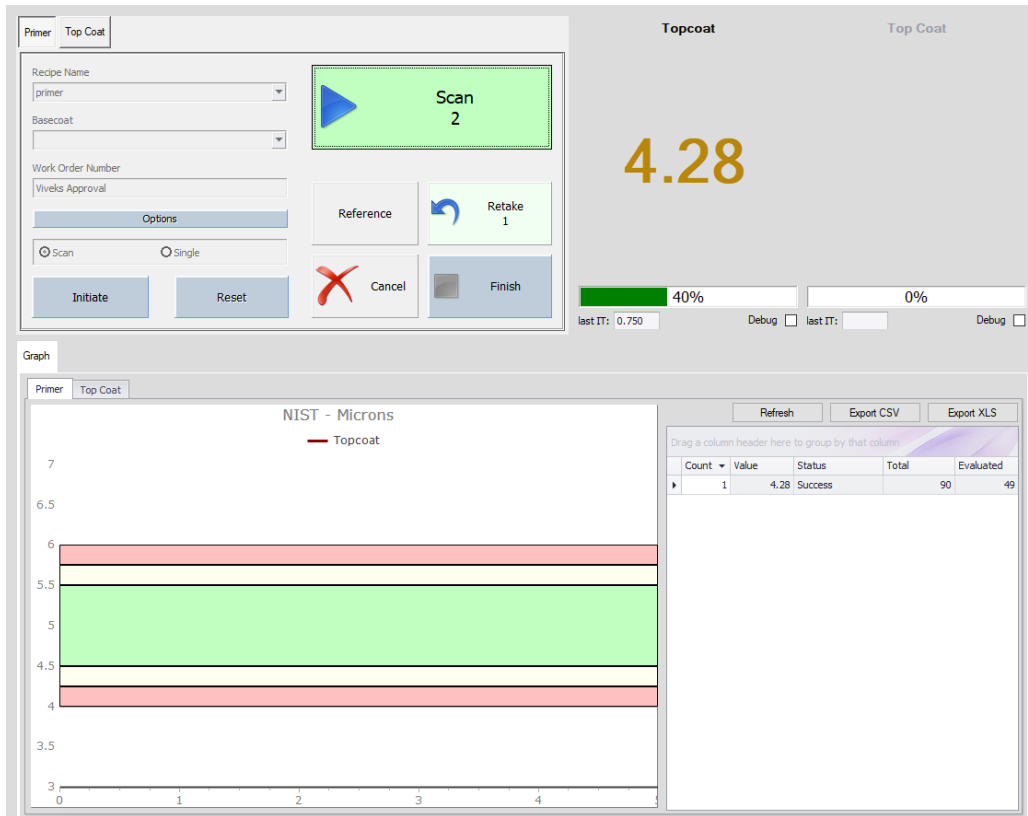 Primer Top Coat
Recipe Name
primer
Basecoat
Work Order Number
Viveks Approval
Options
Scan Single
Initiate Reset
Scan
2
Reference
Retake
1
Cancel
Finish
Topcoat Top Coat
4.28
40% 0%
last IT: 0.750 Debug last IT: Debug
Graph
Primer Top Coat
NIST - Microns
Topcoat
7
6.5
6
5.5
5
4.5
4
3.5
3
0 1 2 3 4
Refresh Export CSV Export XLS
Drag a column header here to group by that column
Count Value Status Total Evaluated
1 4.28 Success 90 49